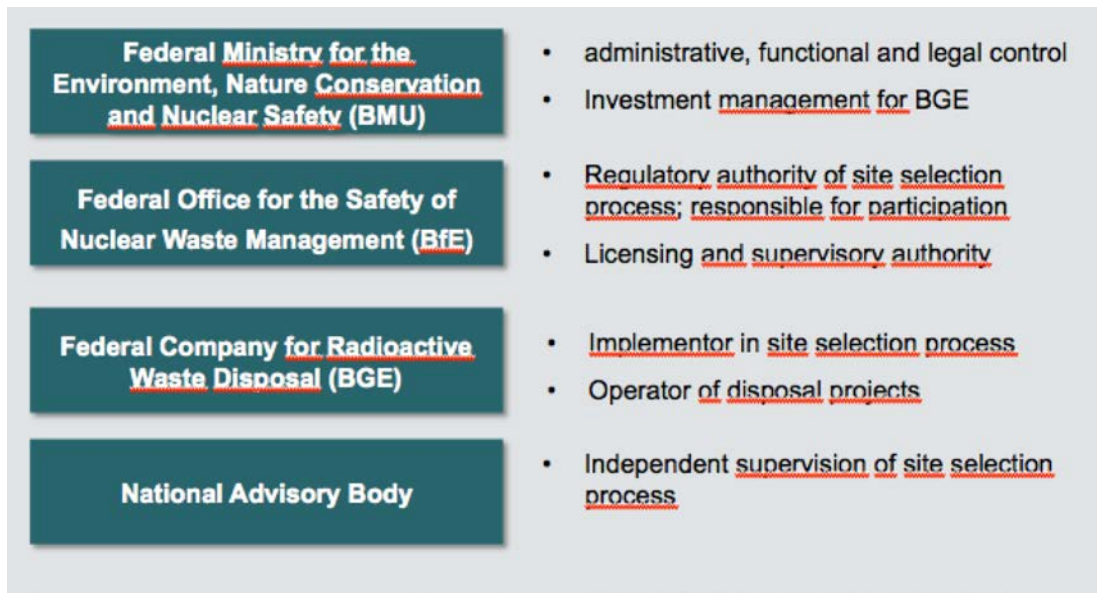 Federal Ministry for the
Environment, Nature Conservation
and Nuclear Safety (BMU)
• administrative, functional and legal control
• Investment management for BGE
Federal Office for the Safety of
Nuclear Waste Management (BfE)
• Regulatory authority of site selection
process; responsible for participation
• Licensing and supervisory authority
Federal Company for Radioactive
Waste Disposal (BGE)
• Implementor in site selection process
• Operator of disposal projects
National Advisory Body
• Independent supervision of site selection
process